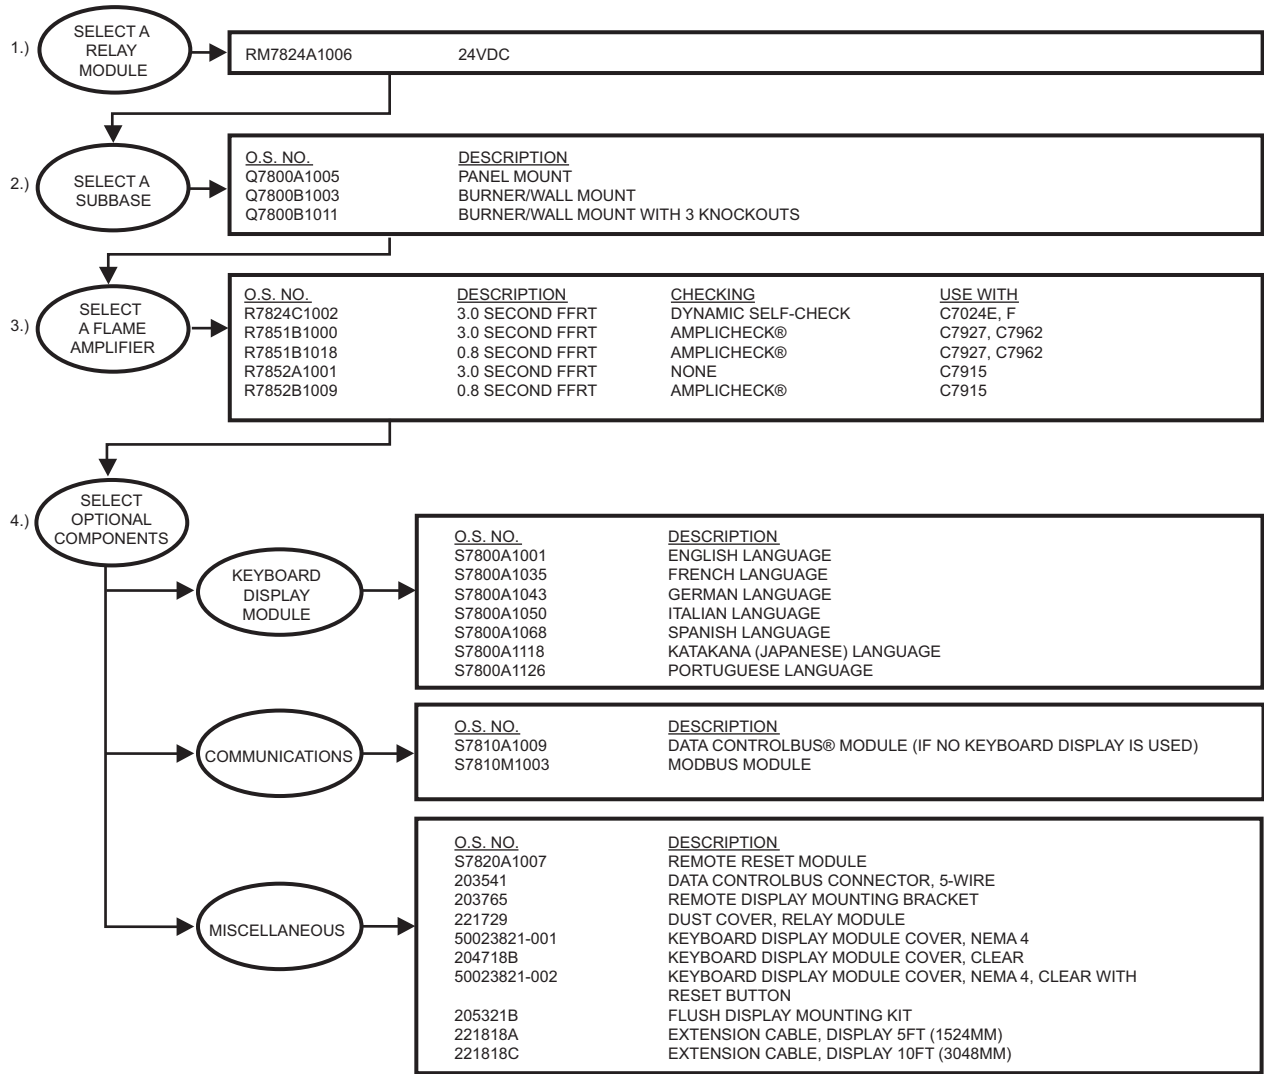 1.)
SELECT A
RELAY
MODULE
RM7824A1006 24VDC
2.)
SELECT A
SUBBASE
O.S. NO. DESCRIPTION
Q7800A1005 PANEL MOUNT
Q7800B1003 BURNER/WALL MOUNT
Q7800B1011 BURNER/WALL MOUNT WITH 3 KNOCKOUTS
3.)
SELECT
A FLAME
AMPLIFIER
O.S. NO. DESCRIPTION CHECKING USE WITH
R7824C1002 3.0 SECOND FFRT DYNAMIC SELF-CHECK C7024E, F
R7851B1000 3.0 SECOND FFRT AMPLICHECK® C7927, C7962
R7851B1018 0.8 SECOND FFRT AMPLICHECK® C7927, C7962
R7852A1001 3.0 SECOND FFRT NONE C7915
R7852B1009 0.8 SECOND FFRT AMPLICHECK® C7915
4.)
SELECT
OPTIONAL
COMPONENTS
KEYBOARD
DISPLAY
MODULE
O.S. NO. DESCRIPTION
S7800A1001 ENGLISH LANGUAGE
S7800A1035 FRENCH LANGUAGE
S7800A1043 GERMAN LANGUAGE
S7800A1050 ITALIAN LANGUAGE
S7800A1068 SPANISH LANGUAGE
S7800A1118 KATAKANA (JAPANESE) LANGUAGE
S7800A1126 PORTUGUESE LANGUAGE
COMMUNICATIONS
O.S. NO. DESCRIPTION
S7810A1009 DATA CONTROLBUS® MODULE (IF NO KEYBOARD DISPLAY IS USED)
S7810M1003 MODBUS MODULE
MISCELLANEOUS
O.S. NO. DESCRIPTION
S7820A1007 REMOTE RESET MODULE
203541 DATA CONTROLBUS CONNECTOR, 5-WIRE
203765 REMOTE DISPLAY MOUNTING BRACKET
221729 DUST COVER, RELAY MODULE
50023821-001 KEYBOARD DISPLAY MODULE COVER, NEMA 4
204718B KEYBOARD DISPLAY MODULE COVER, CLEAR
50023821-002 KEYBOARD DISPLAY MODULE COVER, NEMA 4, CLEAR WITH
RESET BUTTON
205321B FLUSH DISPLAY MOUNTING KIT
221818A EXTENSION CABLE, DISPLAY 5FT (1524MM)
221818C EXTENSION CABLE, DISPLAY 10FT (3048MM)